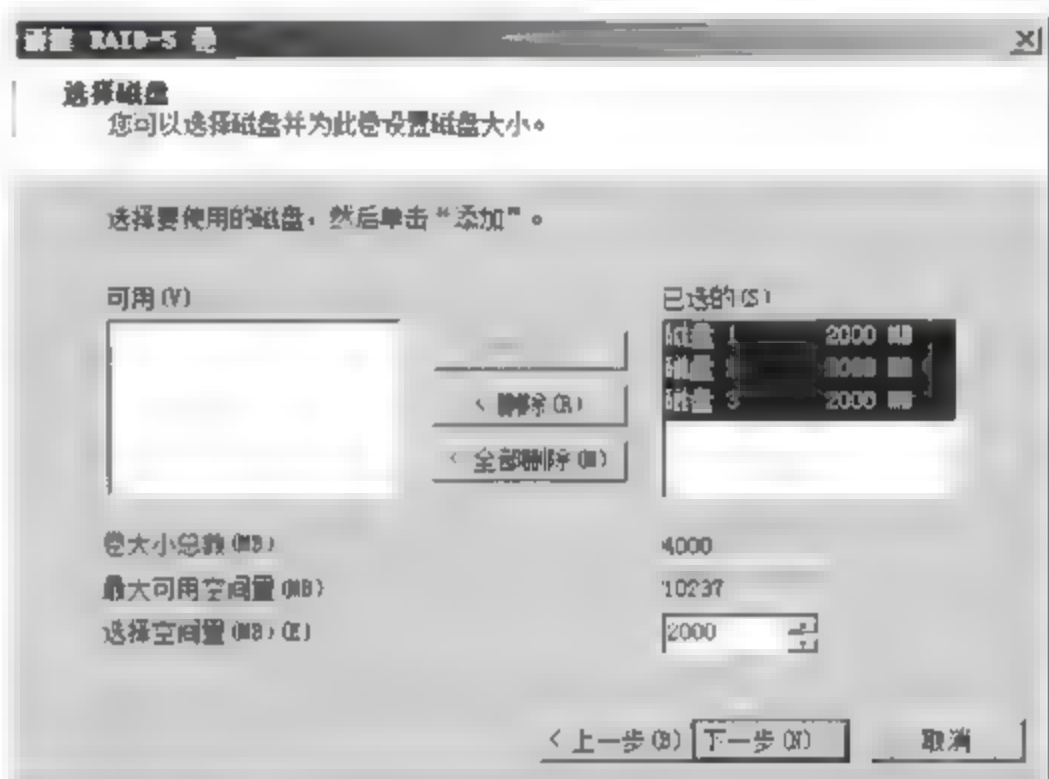 新建 RAID-5 卷
选择磁盘
您可以选择磁盘并为此卷设置磁盘大小。
选择要使用的磁盘，然后单击“添加”。
可用(V)
已选的(S)
磁盘 1 2000 MB
磁盘 2000 MB
磁盘 3 2000 MB
< 删除(R)
< 全部删除(M)
卷大小总数(MB)
4000
最大可用空间量(MB)
10237
选择空间量(MB)(E)
2000
< 上一步(B)
下一步(N)
取消